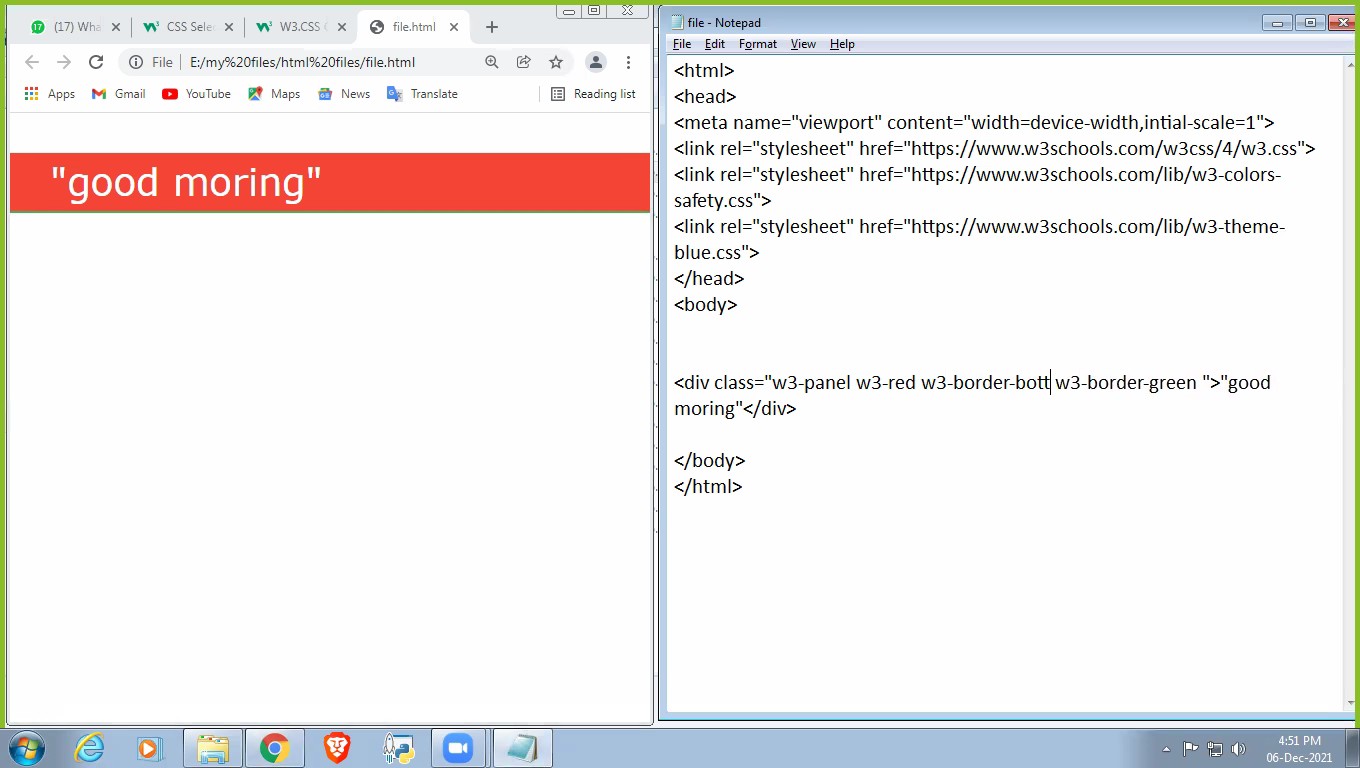 (17) Wha
CSS Sele
W3.CSS
file.html
File
E:/my%20files/html%20files/file.html
Apps
Gmail
YouTube
Maps
News
Translate
Reading list
"good moring"
file - Notepad
File Edit Format View Help
<html>
<head>
<meta name="viewport" content="width=device-width,intial-scale=1">
<link rel="stylesheet" href="https://www.w3schools.com/w3css/4/w3.css">
<link rel="stylesheet" href="https://www.w3schools.com/lib/w3-colors-
safety.css">
<link rel="stylesheet" href="https://www.w3schools.com/lib/w3-theme-
blue.css">
</head>
<body>
<div class="w3-panel w3-red w3-border-bott w3-border-green ">"good
moring"</div>
</body>
</html>
4:51 PM
06-Dec-2021